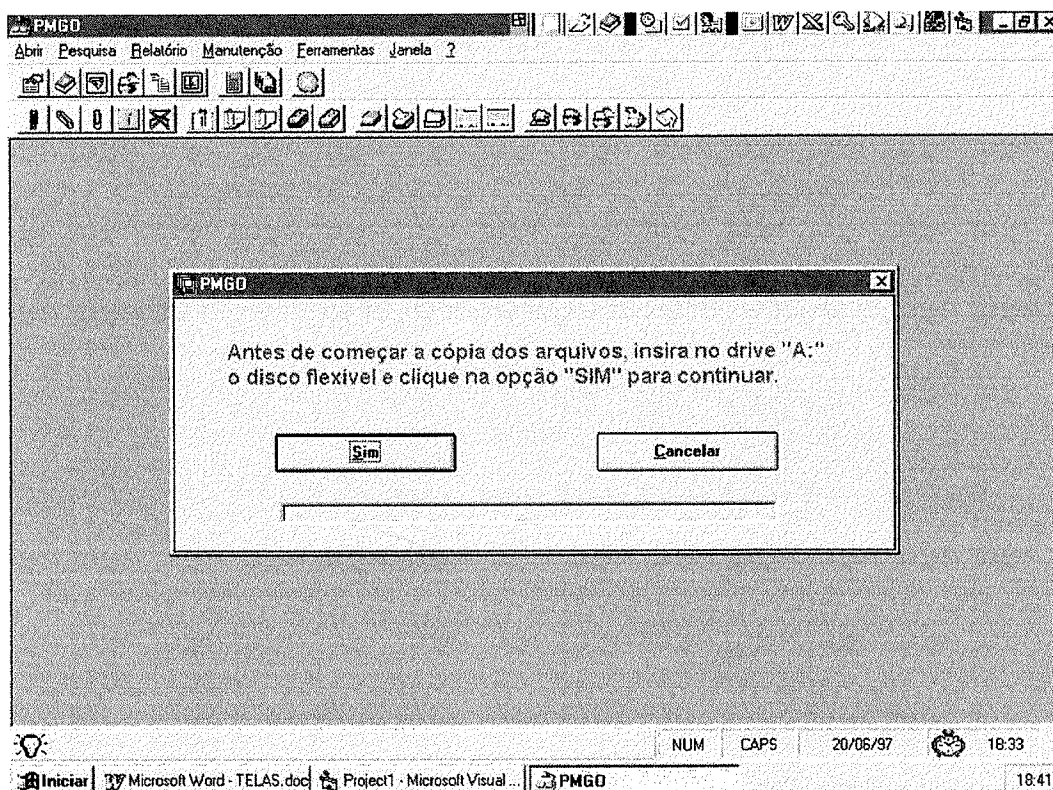 PMGO
Abrir Pesquisa Relatório Manutenção Ferramentas Janela ?
PMGO
Antes de começar a cópia dos arquivos, insira no drive "A:"
o disco flexivel e clique na opção "SIM" para continuar.
Sim Cancelar
NUM CAPS 20/06/97 18:33
Iniciar Microsoft Word - TELAS.doc Project1 - Microsoft Visual ... PMGO 18:41